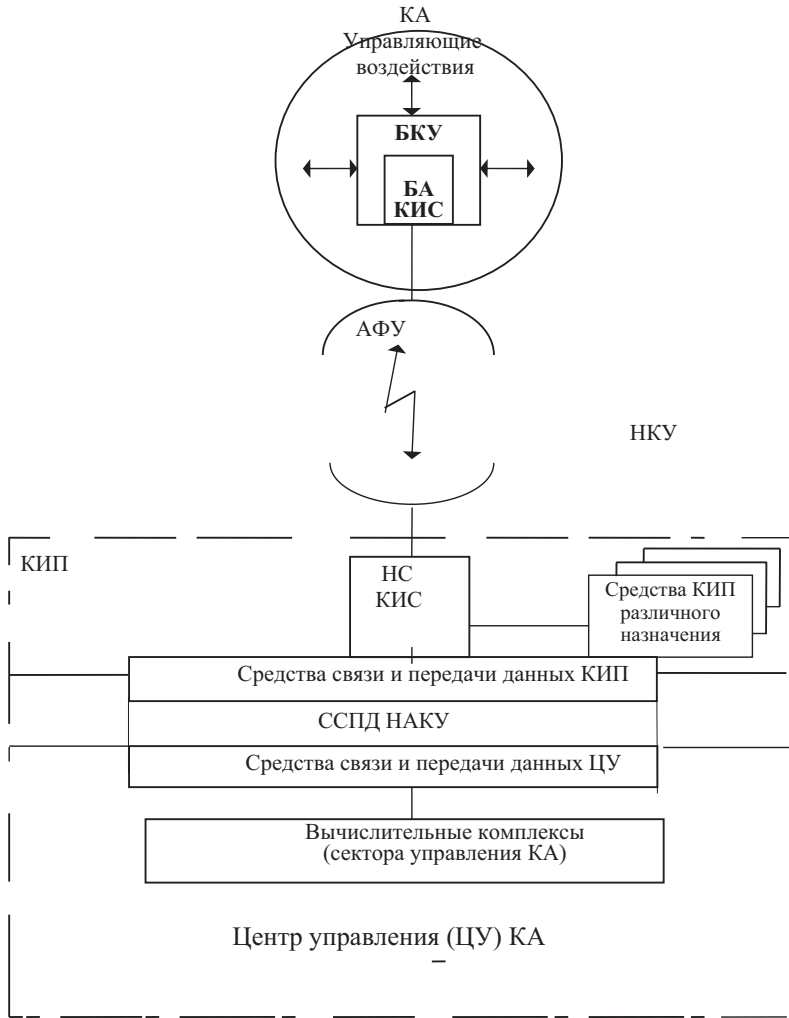 КА
Управляющие
воздействия
БКУ
БА
КИС
АФУ
НКУ
КИП
НС
КИС
Средства КИП
различного
назначения
Средства связи и передачи данных КИП
ССПД НАКУ
Средства связи и передачи данных ЦУ
Вычислительные комплексы
(сектора управления КА)
Центр управления (ЦУ) КА